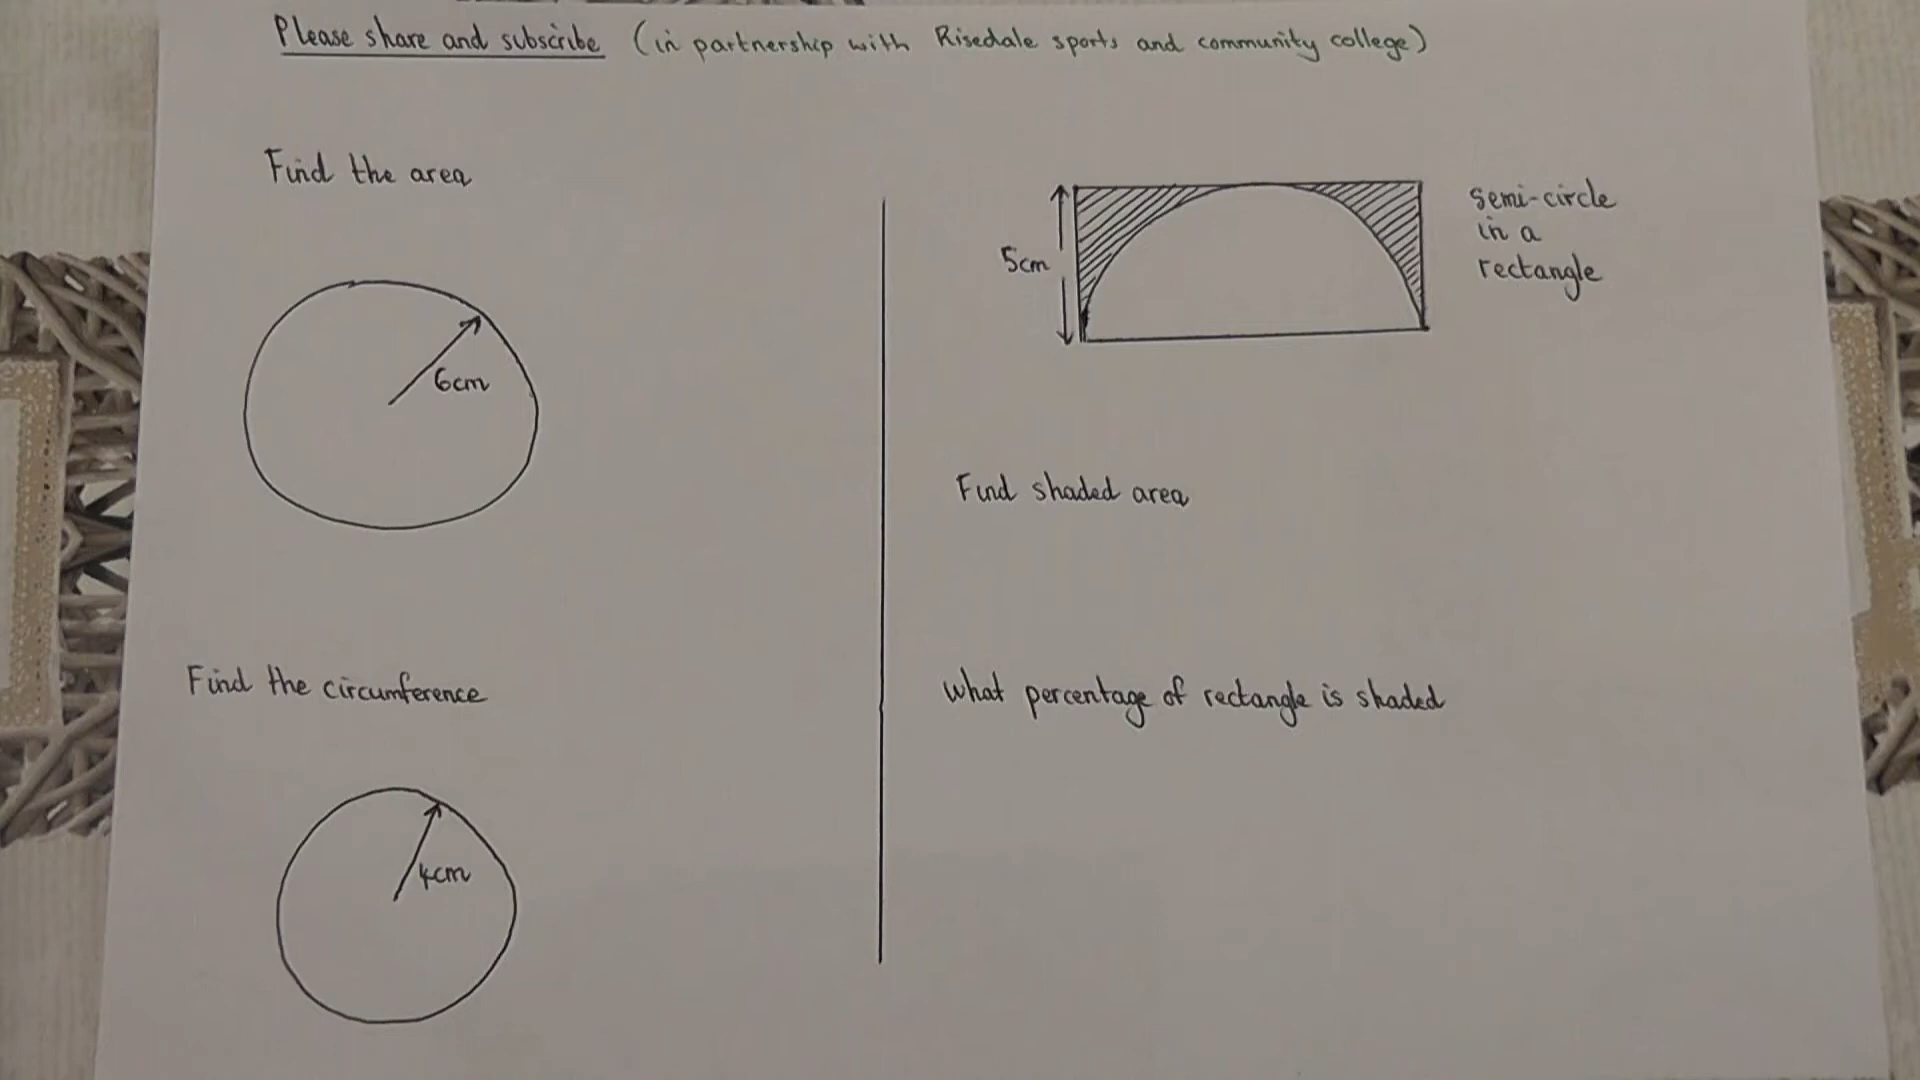 Please share and subscribe (in partnership with Risedale sports and community college)
Find the area
6cm
Find the circumference
4cm
5cm
semi-circle
in a
rectangle
Find shaded area
What percentage of rectangle is shaded